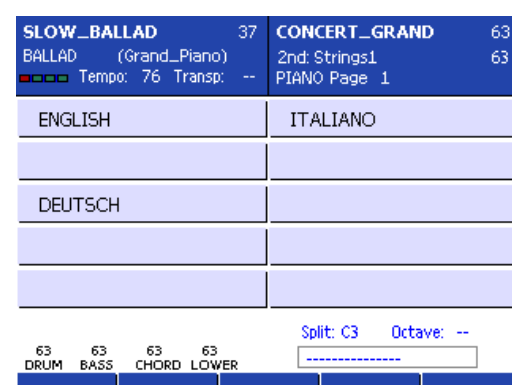 SLOW_BALLAD 37
BALLAD (Grand_Piano)
Tempo: 76 Transp: --
CONCERT_GRAND 63
2nd: Strings1 63
PIANO Page 1
ENGLISH
ITALIANO
DEUTSCH
Split: C3 Octave: --
63 63 63 63
DRUM BASS CHORD LOWER
---------------